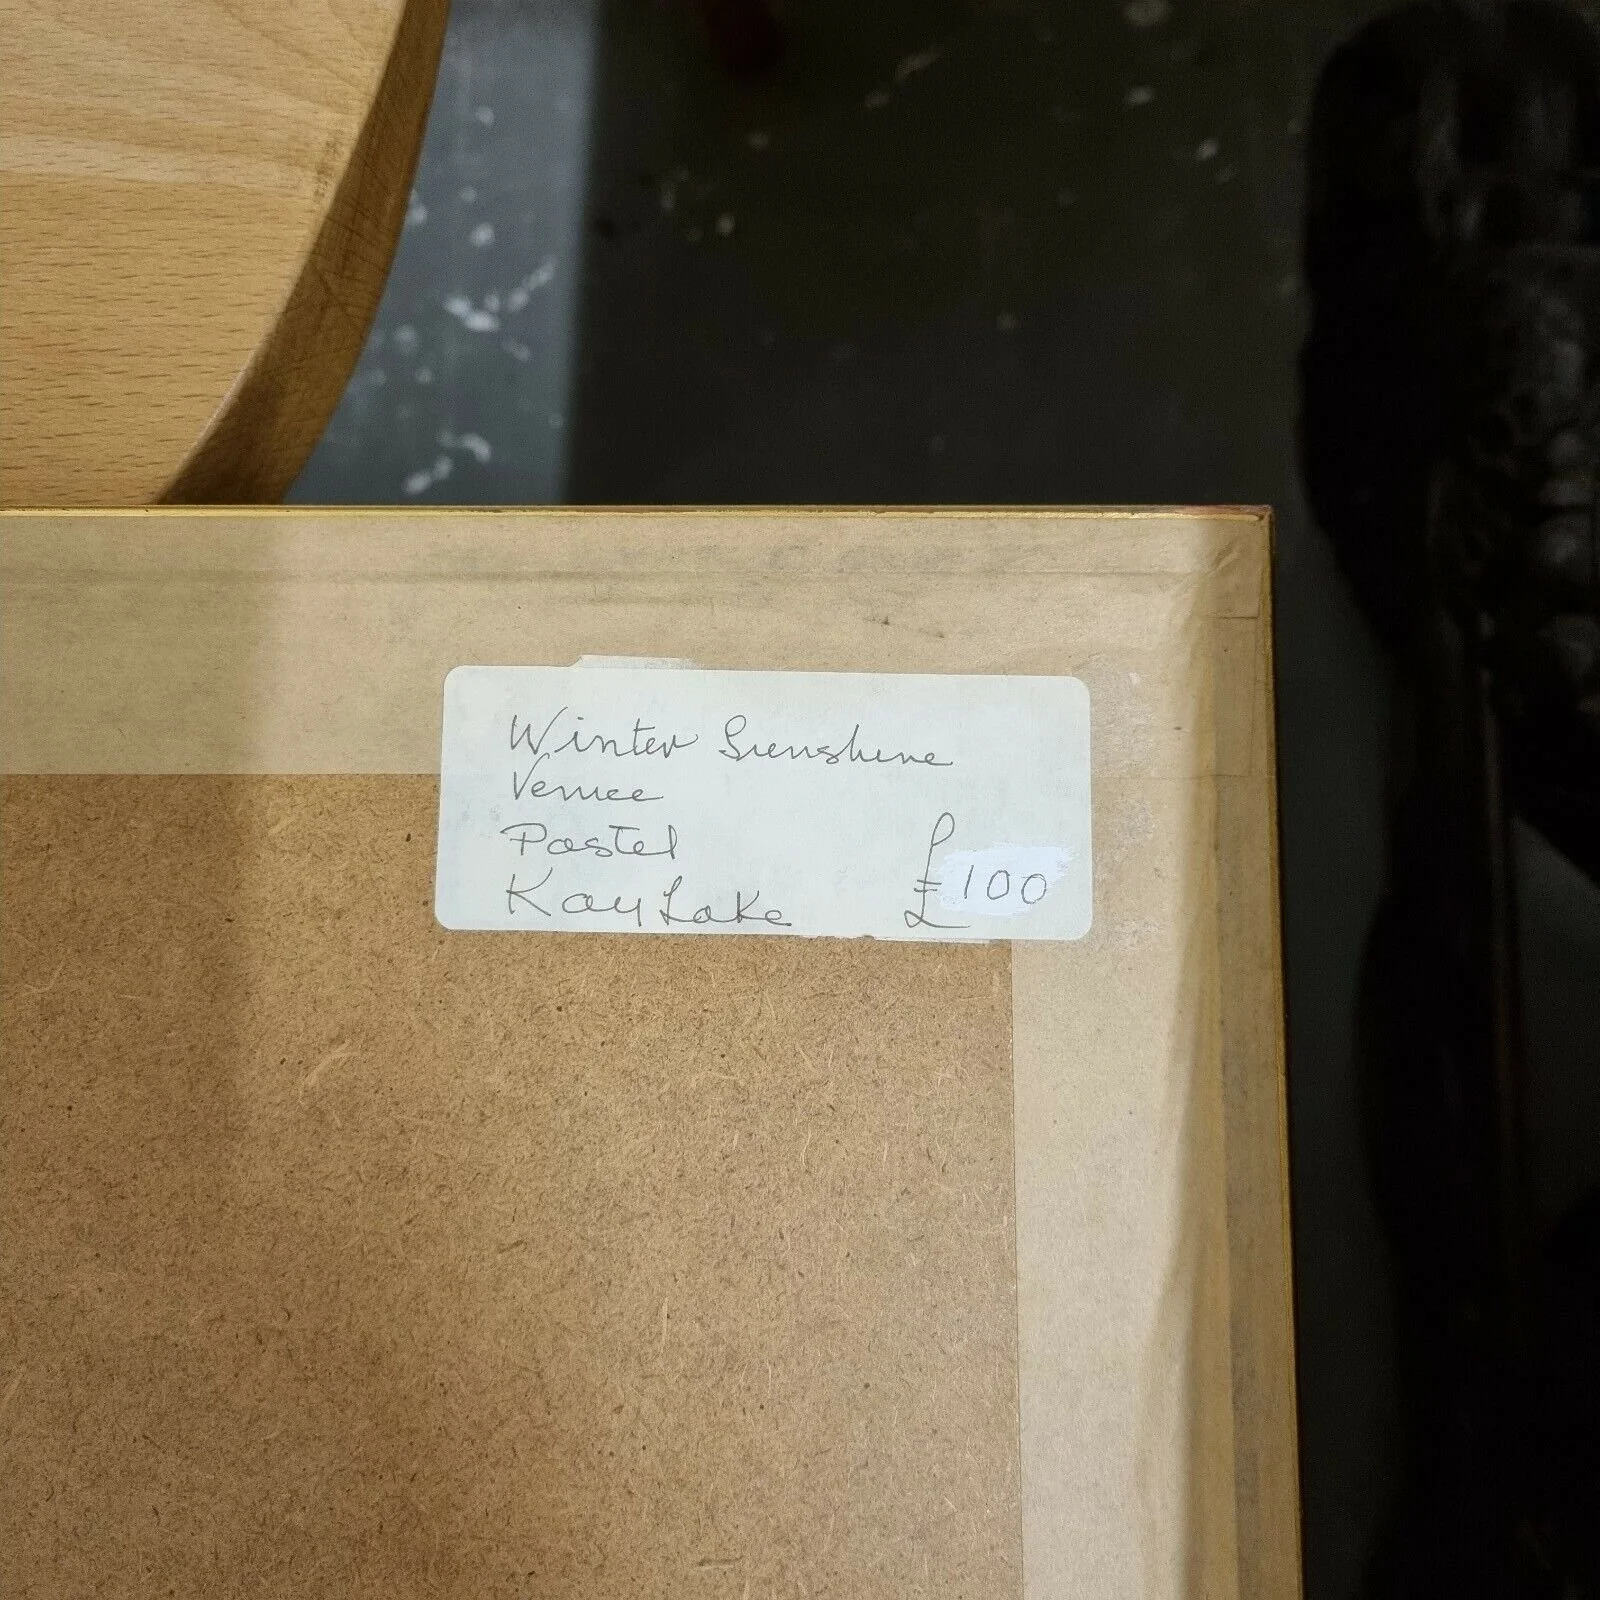 Winter Sunshine
Venice
Pastel
Kay Lake £100